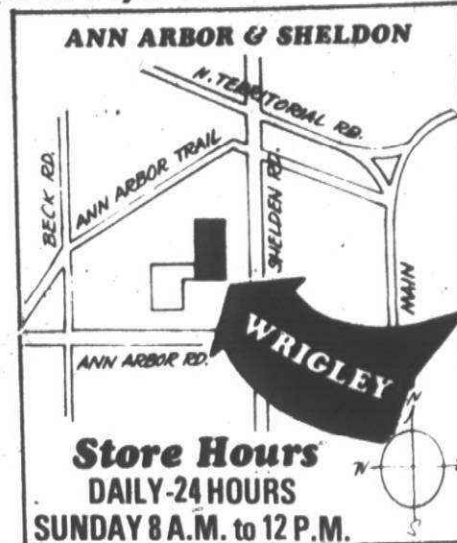 ANN ARBOR & SHELDON
N. TERRITORIAL RD.
ANN ARBOR TRAIL
BECK RD.
SHELDEN RD.
MAIN
WRIGLEY
ANN ARBOR RD.
N
W
S
Store Hours
DAILY-24 HOURS
SUNDAY 8 A.M. to 12 P.M.